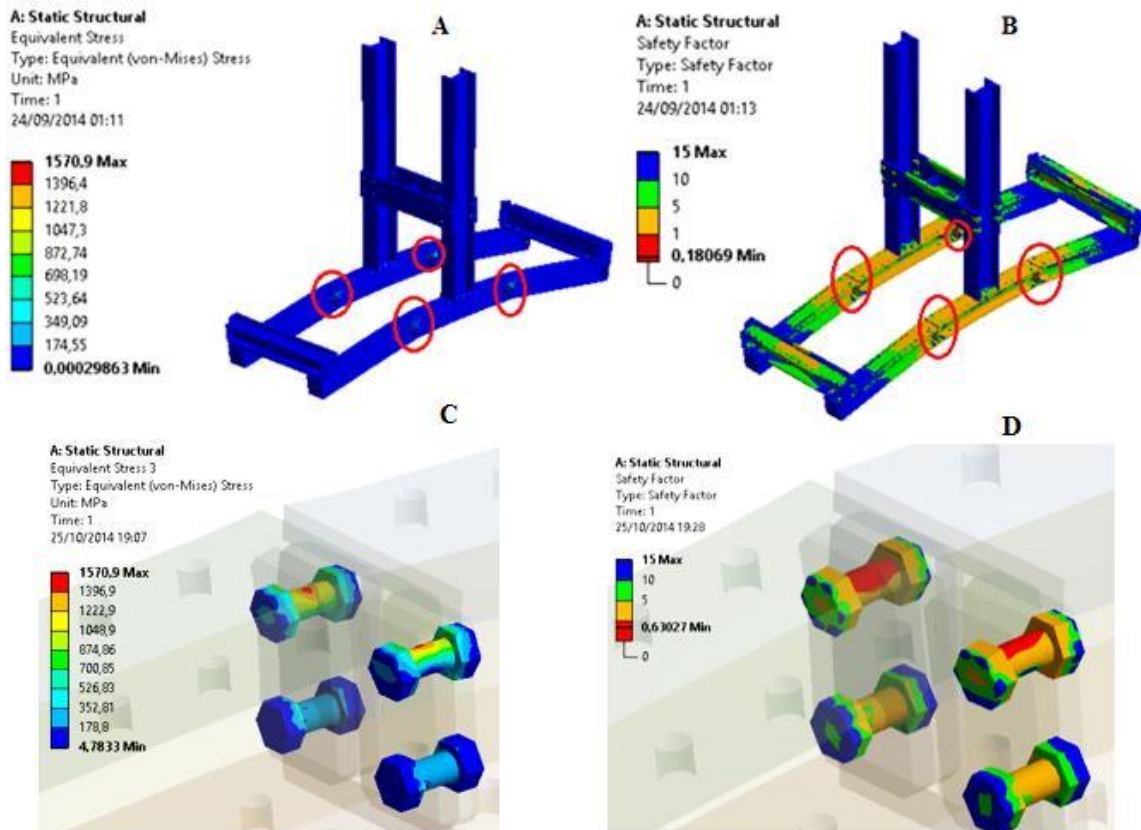 A: Static Structural
Equivalent Stress
Type: Equivalent (von-Mises) Stress
Unit: MPa
Time: 1
24/09/2014 01:11
A
1570,9 Max
1396,4
1221,8
1047,3
872,74
698,19
523,64
349,09
174,55
0,00029863 Min
A: Static Structural
Safety Factor
Type: Safety Factor
Time: 1
24/09/2014 01:13
B
15 Max
10
5
1
0,18069 Min
0
C
A: Static Structural
Equivalent Stress 3
Type: Equivalent (von-Mises) Stress
Unit: MPa
Time: 1
25/10/2014 19:07
1570,9 Max
1396,9
1222,9
1048,9
874,86
700,85
526,83
352,81
178,8
4,7833 Min
D
A: Static Structural
Safety Factor
Type: Safety Factor
Time: 1
25/10/2014 19:28
15 Max
10
5
0,63027 Min
0